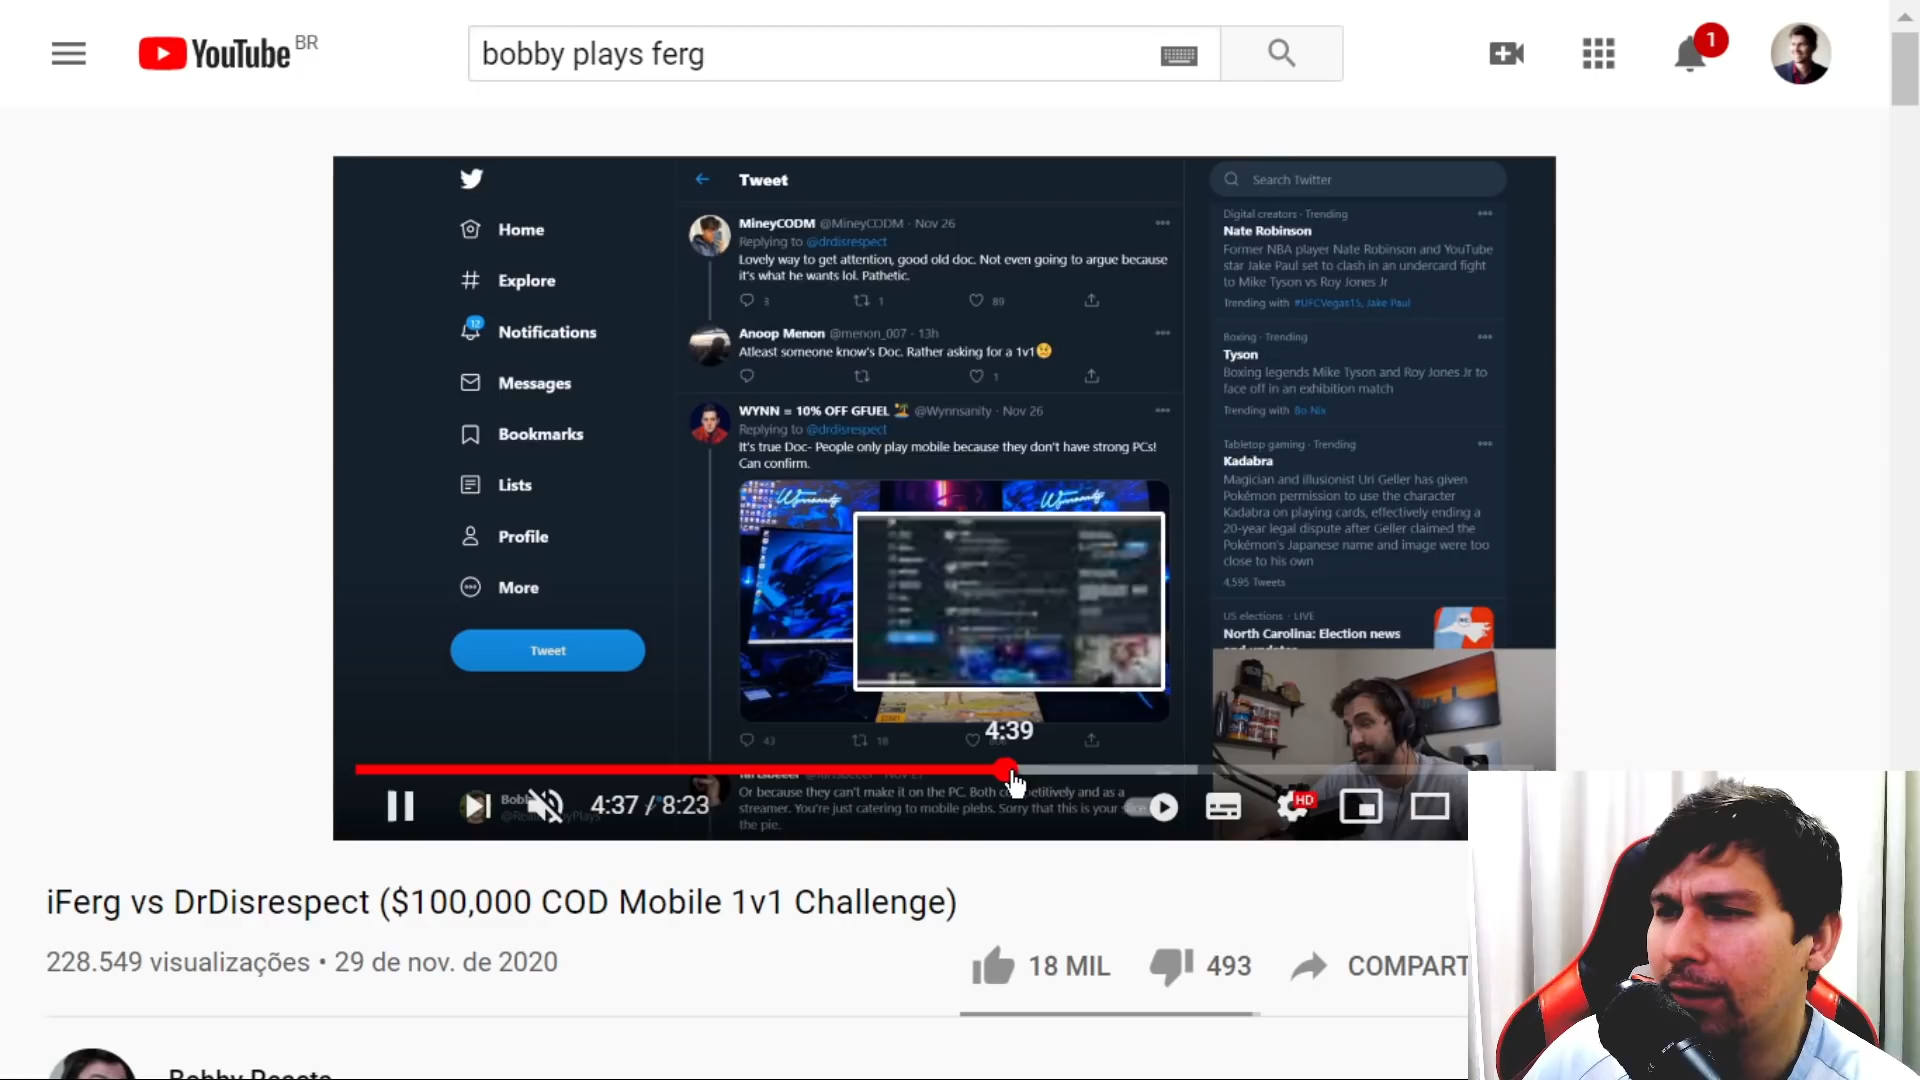 YouTube BR
bobby plays ferg
1
Tweet
Search Twitter
Home
Explore
12
Notifications
Messages
Bookmarks
Lists
Profile
More
Tweet
MineyCODM @MineyCODM · Nov 26
Replying to @drdisrespect
Lovely way to get attention, good old doc. Not even going to argue because
it's what he wants lol. Pathetic.
3 1 89
Anoop Menon @menon_007 · 13h
Atleast someone know's Doc. Rather asking for a 1v1
1
WYNN = 10% OFF GFUEL @Wynnsanity · Nov 26
Replying to @drdisrespect
It's true Doc- People only play mobile because they don't have strong PCs!
Can confirm.
Wynnsanity
Wynnsanity
43 18
Or because they can't make it on the PC. Both competitively and as a
streamer. You're just catering to mobile plebs. Sorry that this is your slice
the pie.
Digital creators · Trending
Nate Robinson
Former NBA player Nate Robinson and YouTube
star Jake Paul set to clash in an undercard fight
to Mike Tyson vs Roy Jones Jr
Trending with #UFCVegas15, Jake Paul
Boxing · Trending
Tyson
Boxing legends Mike Tyson and Roy Jones Jr to
face off in an exhibition match
Trending with Bo Nix
Tabletop gaming · Trending
Kadabra
Magician and illusionist Uri Geller has given
Pokémon permission to use the character
Kadabra on playing cards, effectively ending a
20-year legal dispute after Geller claimed the
Pokémon's Japanese name and image were too
close to his own
4,595 Tweets
US elections · LIVE
North Carolina: Election news
and updates
4:39
4:37 / 8:23
HD
iFerg vs DrDisrespect ($100,000 COD Mobile 1v1 Challenge)
228.549 visualizações • 29 de nov. de 2020
18 MIL 493 COMPART
Bobby Reacts